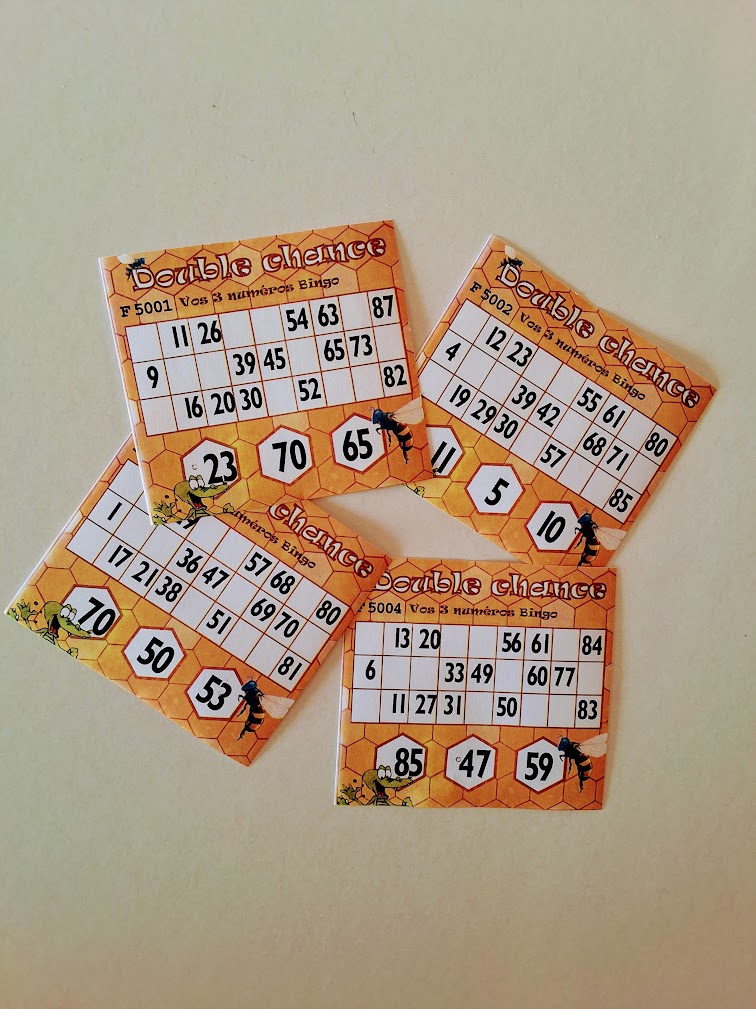 Double chance
F 5001 Vos 3 numéros Bingo
11 26 54 63 87
9 39 45 65 73
16 20 30 52 82
23 70 65
Double chance
F 5002 Vos 3 numéros Bingo
12 23 55 61 80
4 39 42 68 71
19 29 30 57 85
11 5 10
chance
Bingo
57 68 80
1 36 47 69 70
17 21 38 51 81
70 50 53
Double chance
F 5004 Vos 3 numéros Bingo
13 20 56 61 84
6 33 49 60 77
11 27 31 50 83
85 47 59